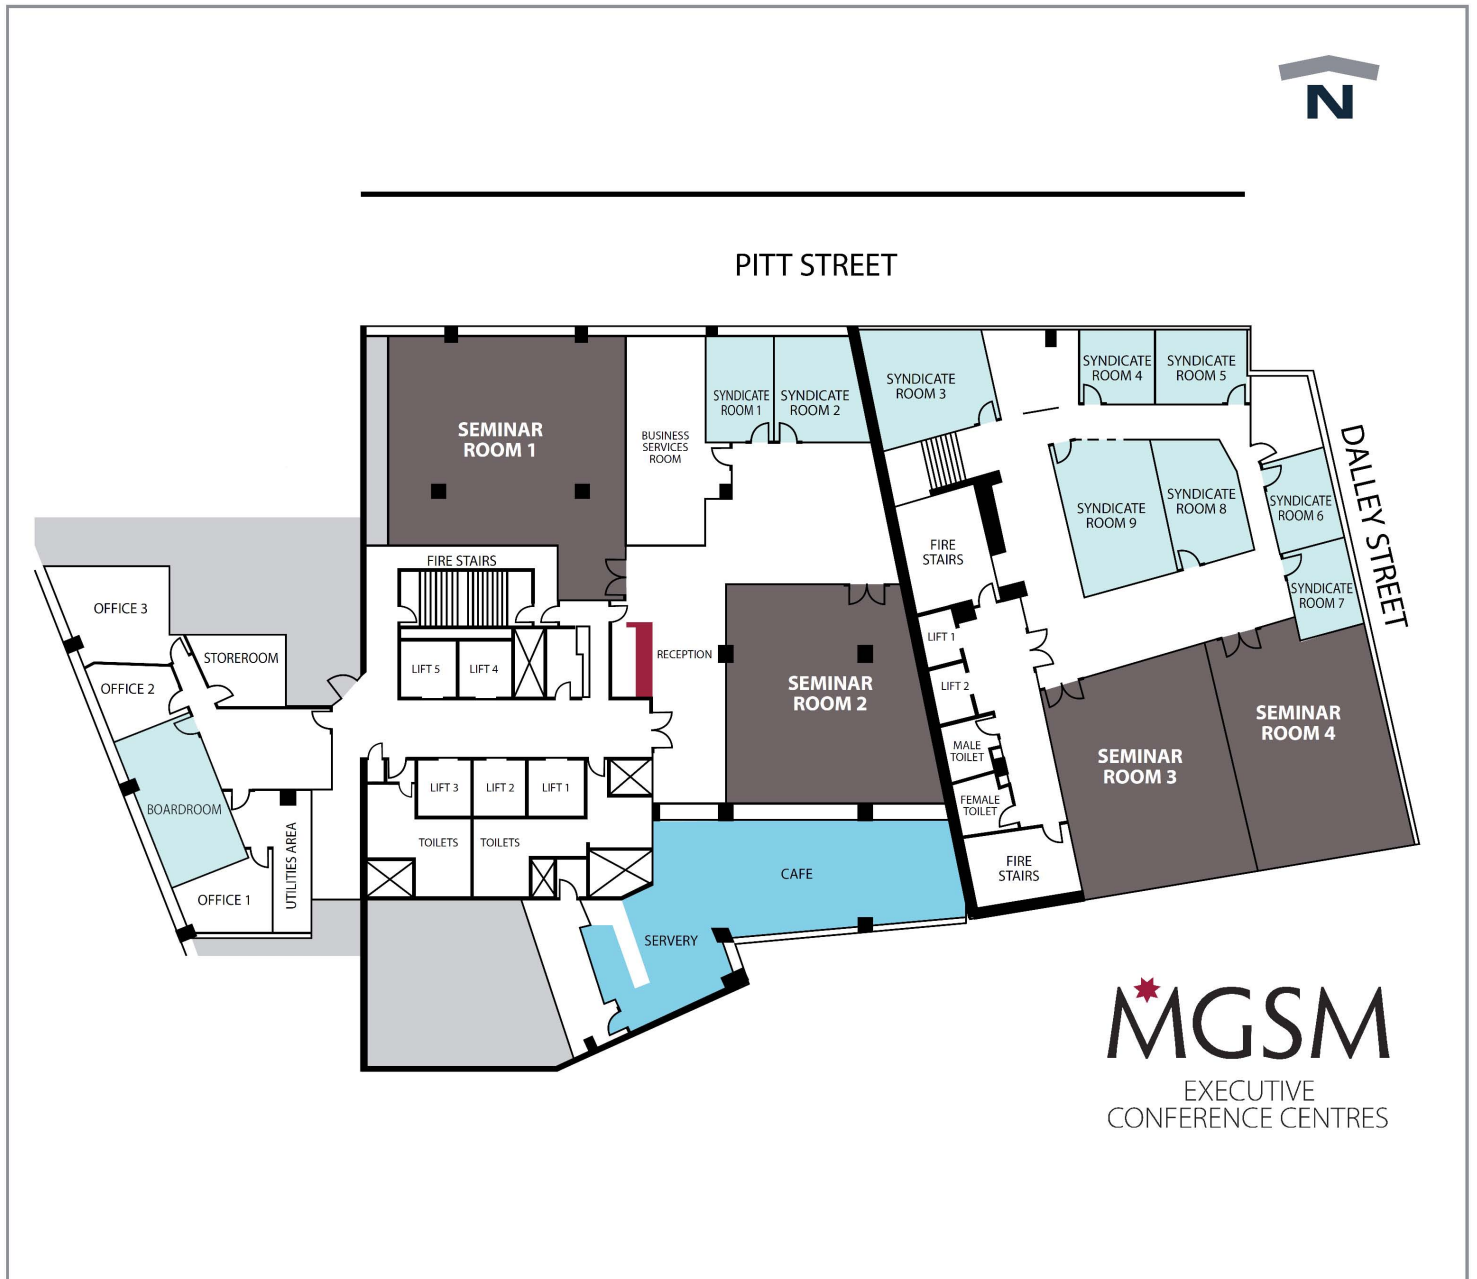 N
PITT STREET
SYNDICATE
ROOM 3
SYNDICATE
ROOM 4
SYNDICATE
ROOM 5
SYNDICATE
ROOM 1
SYNDICATE
ROOM 2
SEMINAR
ROOM 1
BUSINESS
SERVICES
ROOM
DALLEY STREET
SYNDICATE
ROOM 9
SYNDICATE
ROOM 8
SYNDICATE
ROOM 6
SYNDICATE
ROOM 7
FIRE
STAIRS
FIRE STAIRS
OFFICE 3
STOREROOM
OFFICE 2
LIFT 5
LIFT 4
RECEPTION
LIFT 1
LIFT 2
SEMINAR
ROOM 2
SEMINAR
ROOM 4
SEMINAR
ROOM 3
MALE
TOILET
FEMALE
TOILET
BOARDROOM
LIFT 3
LIFT 2
LIFT 1
TOILETS
TOILETS
UTILITIES AREA
OFFICE 1
CAFE
FIRE
STAIRS
SERVERY
MGSM
EXECUTIVE
CONFERENCE CENTRES